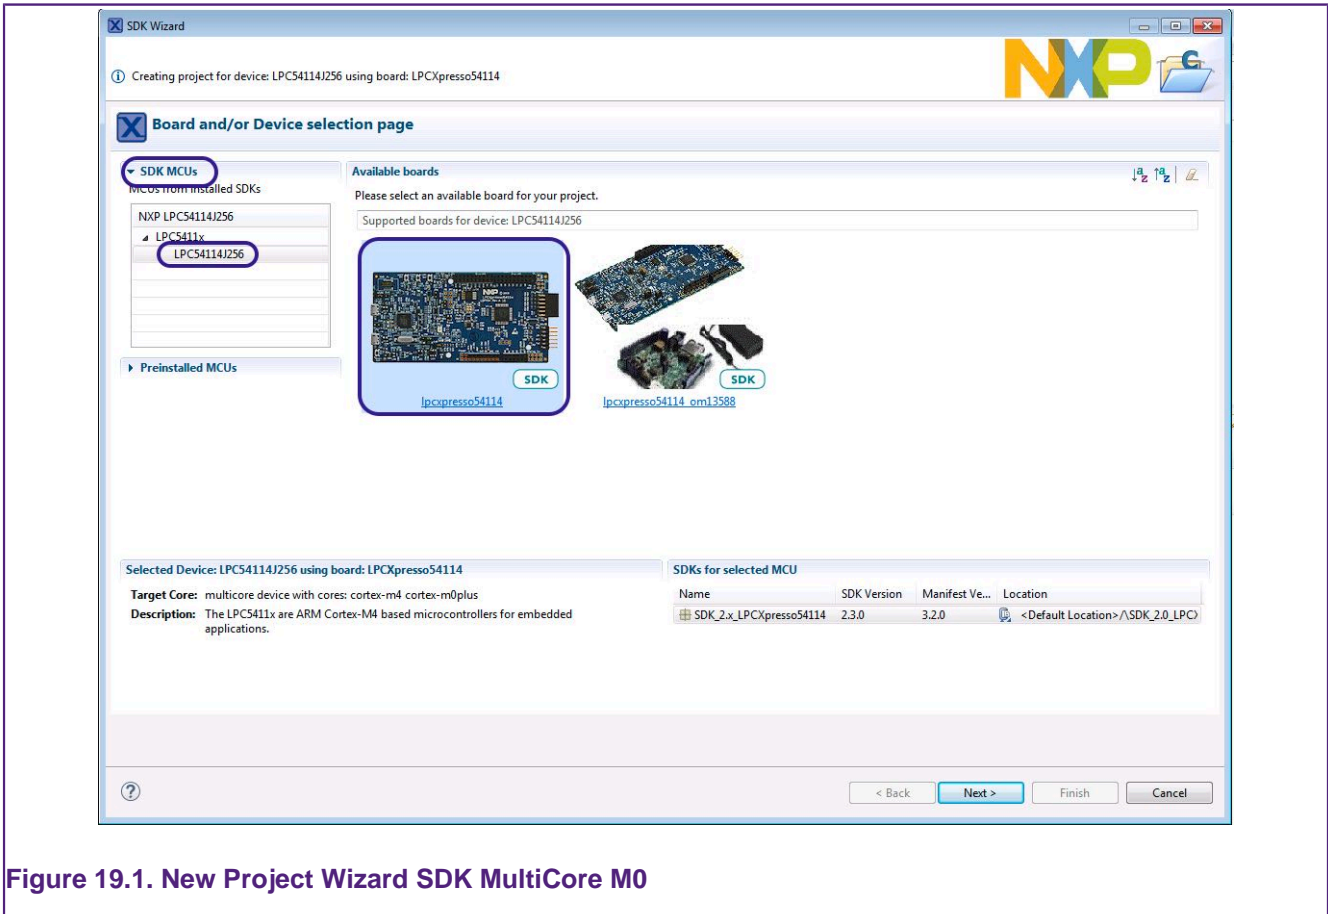 SDK Wizard
Creating project for device: LPC54114J256 using board: LPCXpresso54114
NXP
Board and/or Device selection page
SDK MCUs
MCUs from installed SDKs
NXP LPC54114J256
LPC5411x
LPC54114J256
Preinstalled MCUs
Available boards
Please select an available board for your project.
Supported boards for device: LPC54114J256
SDK
lpcxpresso54114
SDK
lpcxpresso54114_om13588
Selected Device: LPC54114J256 using board: LPCXpresso54114
Target Core: multicore device with cores: cortex-m4 cortex-m0plus
Description: The LPC5411x are ARM Cortex-M4 based microcontrollers for embedded
applications.
SDKs for selected MCU
Name SDK Version Manifest Ve... Location
SDK_2.x_LPCXpresso54114 2.3.0 3.2.0 <Default Location>/\SDK_2.0_LPC
< Back Next > Finish Cancel
Figure 19.1. New Project Wizard SDK MultiCore M0